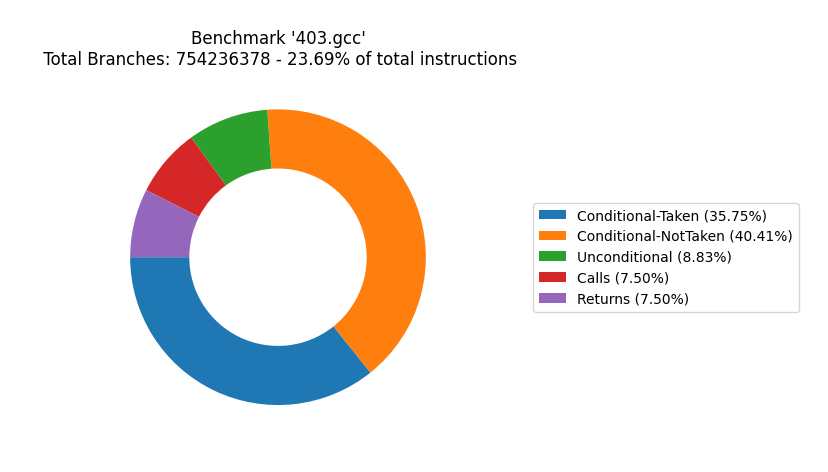 Benchmark '403.gcc'
Total Branches: 754236378 - 23.69% of total instructions
Conditional-Taken (35.75%)
Conditional-NotTaken (40.41%)
Unconditional (8.83%)
Calls (7.50%)
Returns (7.50%)